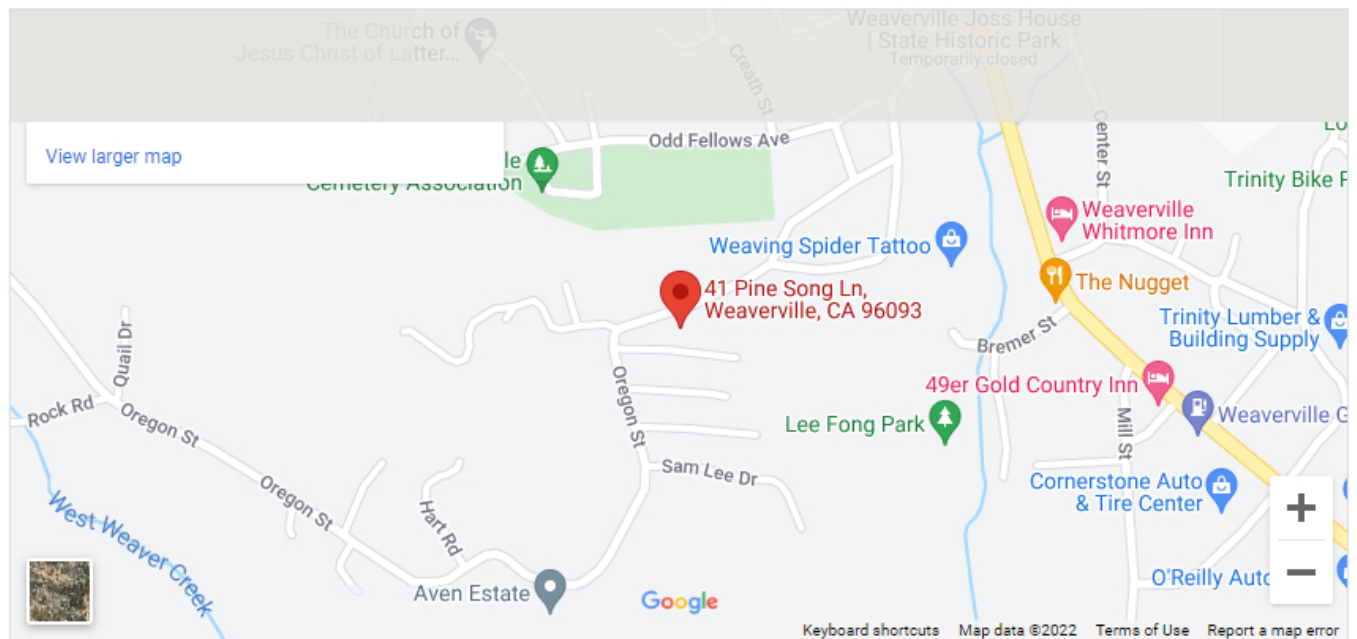 The Church of
Jesus Christ of Latter...
Creath St
Weaverville Joss House
| State Historic Park
Temporarily closed
View larger map
Odd Fellows Ave
Center St
Cemetery Association
Trinity Bike
Weaverville
Whitmore Inn
Weaving Spider Tattoo
The Nugget
41 Pine Song Ln,
Weaverville, CA 96093
Trinity Lumber &
Building Supply
Bremer St
Quail Dr
49er Gold Country Inn
Rock Rd
Oregon St
Oregon St
Lee Fong Park
Mill St
Weaverville G
Sam Lee Dr
Oregon St
Hart Rd
Cornerstone Auto
& Tire Center
+
West Weaver Creek
−
Aven Estate
Google
O'Reilly Auto
Keyboard shortcuts
Map data ©2022
Terms of Use
Report a map error